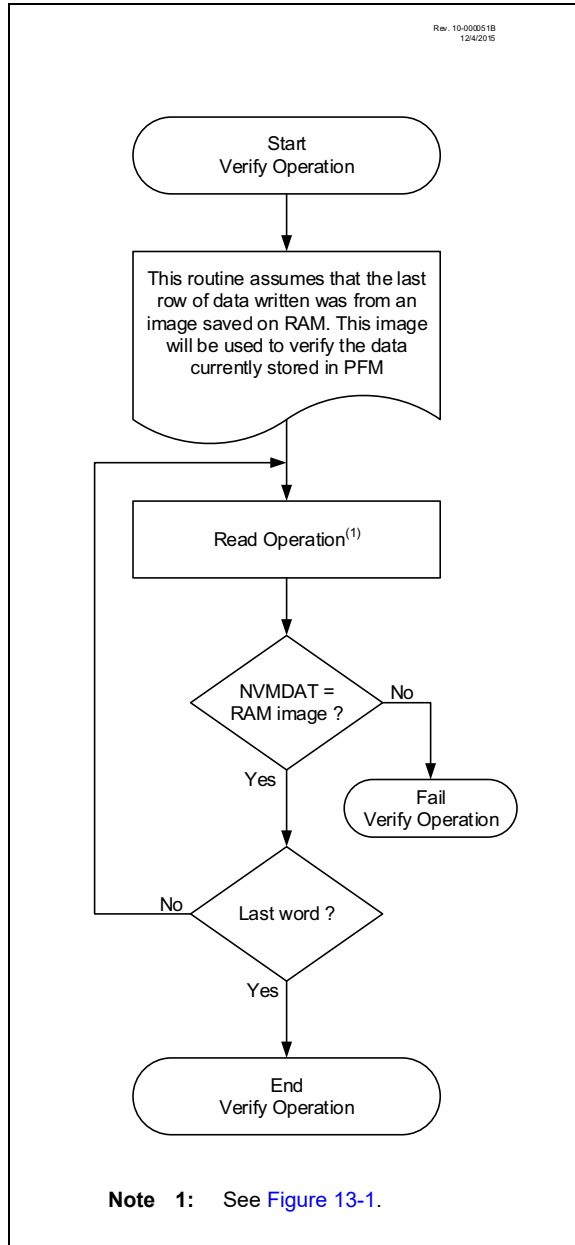 Rev. 10-000051B
12/4/2015
Start
Verify Operation
This routine assumes that the last
row of data written was from an
image saved on RAM. This image
will be used to verify the data
currently stored in PFM
Read Operation(1)
NVMDAT =
RAM image ?
No
Yes
Fail
Verify Operation
Last word ?
No
Yes
End
Verify Operation
Note 1: See Figure 13-1.